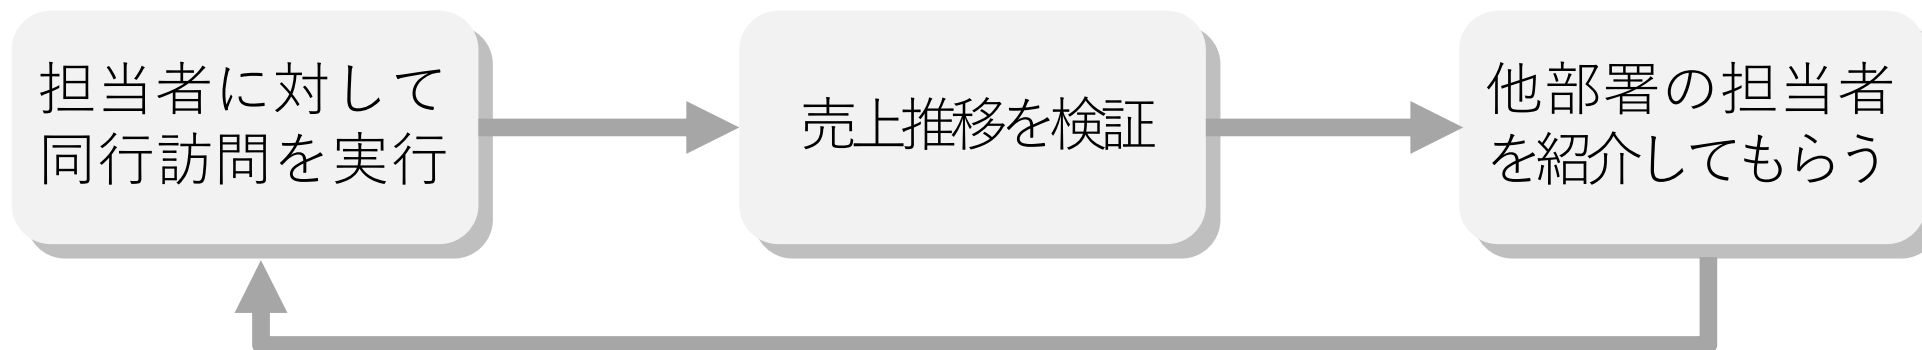 担当者に対して
同行訪問を実行
売上推移を検証
他部署の担当者
を紹介してもらう